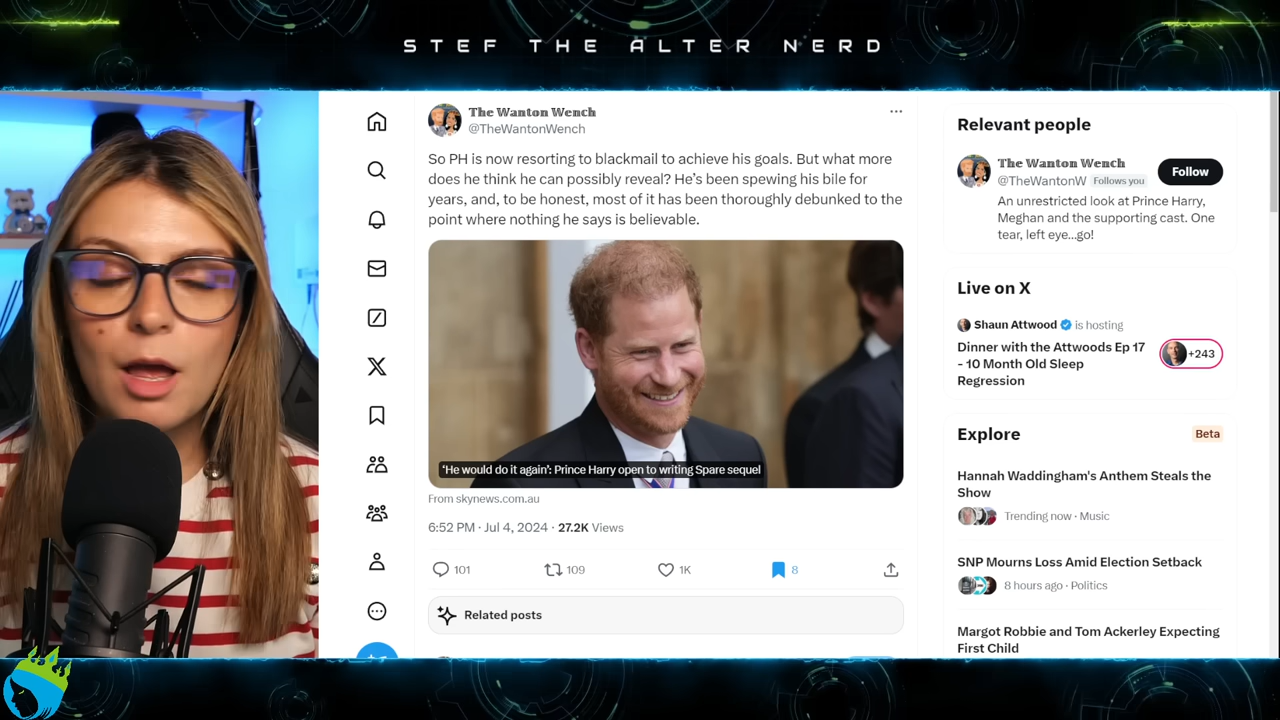 STEF THE ALTER NERD
The Wanton Wench
@TheWantonWench
So PH is now resorting to blackmail to achieve his goals. But what more
does he think he can possibly reveal? He's been spewing his bile for
years, and, to be honest, most of it has been thoroughly debunked to the
point where nothing he says is believable.
'He would do it again': Prince Harry open to writing Spare sequel
From skynews.com.au
6:52 PM · Jul 4, 2024 · 27.2K Views
101 109 1K 8
Related posts
Relevant people
The Wanton Wench
@TheWantonW Follows you
Follow
An unrestricted look at Prince Harry,
Meghan and the supporting cast. One
tear, left eye...go!
Live on X
Shaun Attwood is hosting
Dinner with the Attwoods Ep 17
- 10 Month Old Sleep
Regression
+243
Explore
Beta
Hannah Waddingham's Anthem Steals the
Show
Trending now · Music
SNP Mourns Loss Amid Election Setback
8 hours ago · Politics
Margot Robbie and Tom Ackerley Expecting
First Child